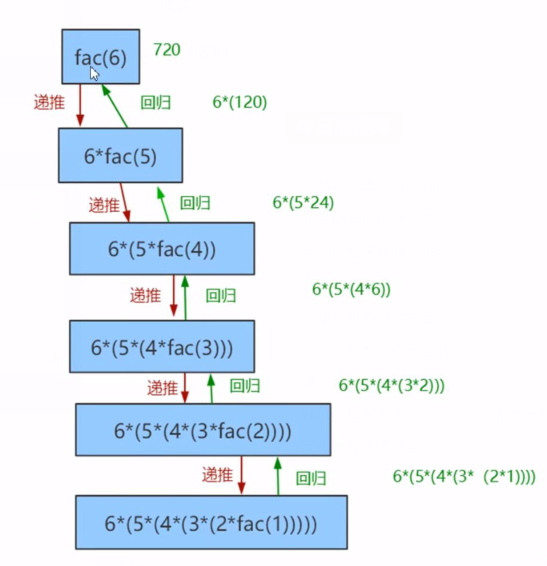 fac(6) 720
递推 回归 6*(120)
6*fac(5)
递推 回归 6*(5*24)
6*(5*fac(4))
递推 回归 6*(5*(4*6))
6*(5*(4*fac(3)))
递推 回归 6*(5*(4*(3*2)))
6*(5*(4*(3*fac(2))))
递推 回归 6*(5*(4*(3*（2*1))))
6*(5*(4*(3*(2*fac(1)))))